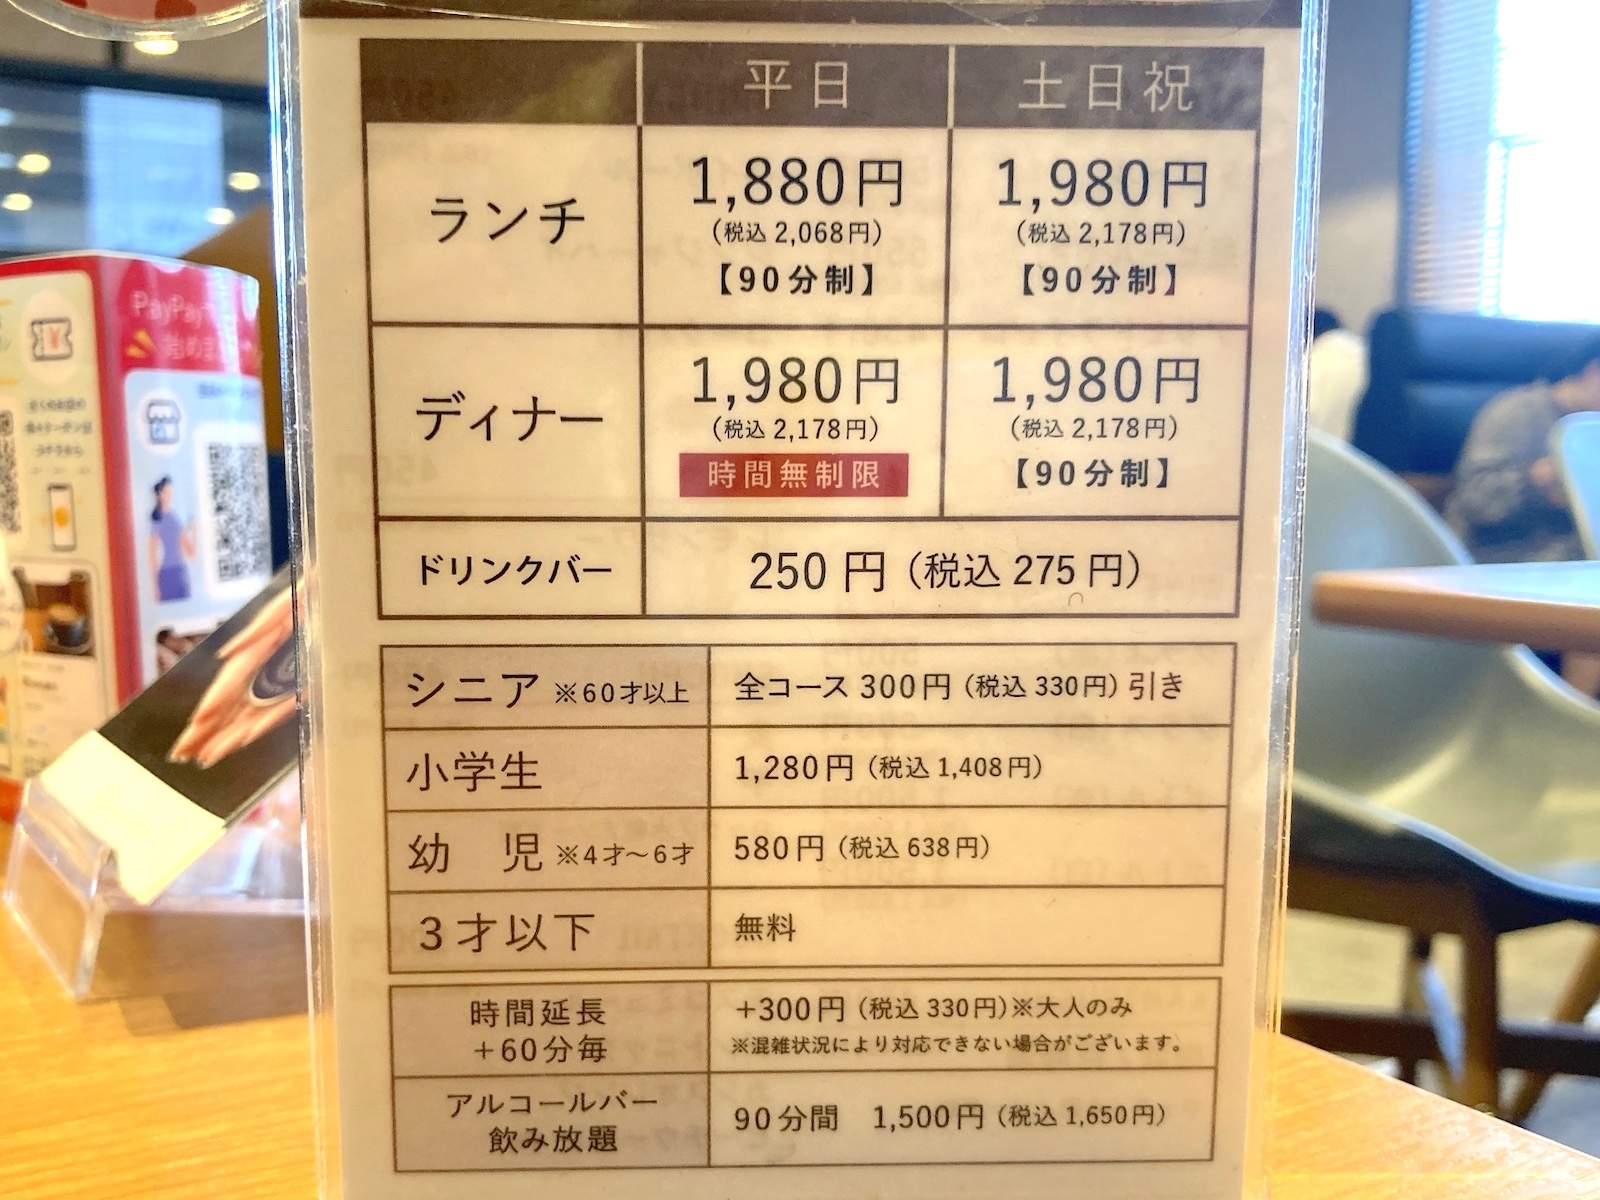 平日 土日祝
ランチ
1,880円 1,980円
(税込 2,068円) (税込 2,178円)
【90分制】 【90分制】
ディナー
1,980円 1,980円
(税込 2,178円) (税込 2,178円)
時間無制限 【90分制】
ドリンクバー 250 円 (税込 275 円)
シニア ※60才以上 全コース 300円 (税込 330円) 引き
小学生 1,280円 (税込 1,408円)
幼 児 ※4才〜6才 580円 (税込 638円)
3才以下 無料
時間延長
+60分毎
+300円 (税込 330円)※大人のみ
※混雑状況により対応できない場合がございます。
アルコールバー
飲み放題
90分間 1,500円 (税込 1,650円)
PayPay